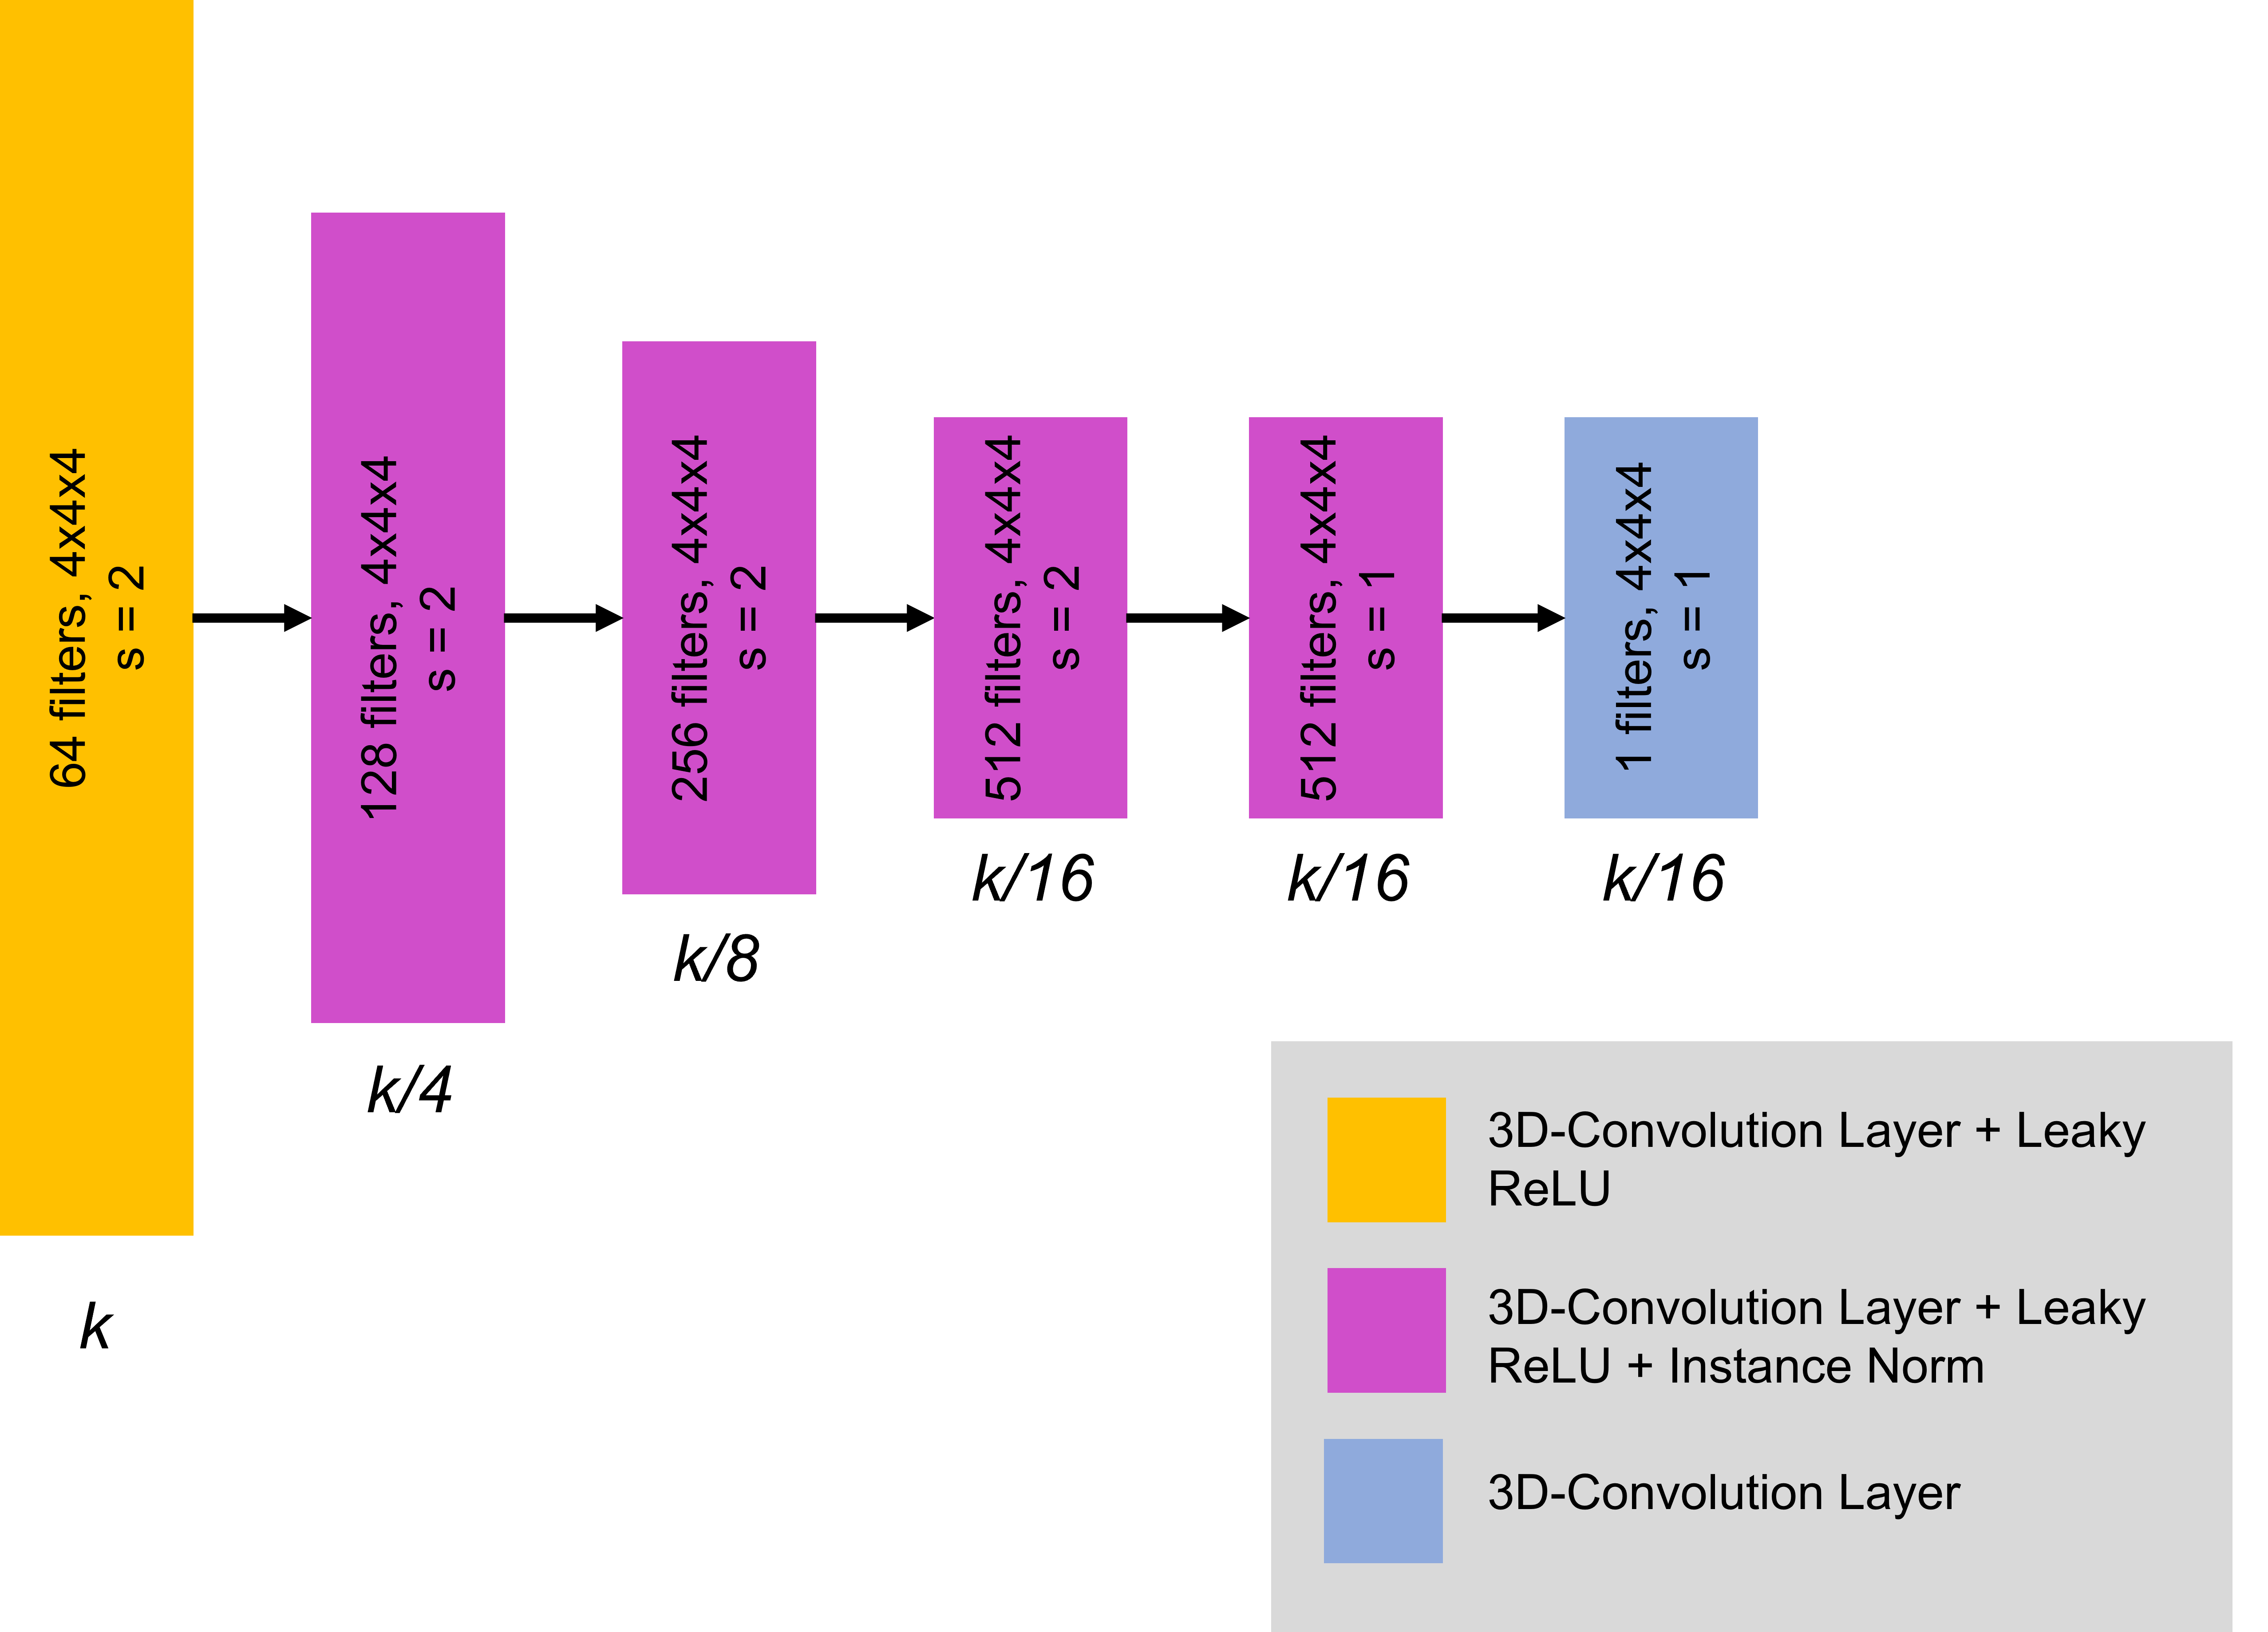 64 filters, 4x4x4
s = 2
k
128 filters, 4x4x4
s = 2
k/4
256 filters, 4x4x4
s = 2
k/8
512 filters, 4x4x4
s = 2
k/16
512 filters, 4x4x4
s = 1
k/16
1 filters, 4x4x4
s = 1
k/16
3D-Convolution Layer + Leaky
ReLU
3D-Convolution Layer + Leaky
ReLU + Instance Norm
3D-Convolution Layer